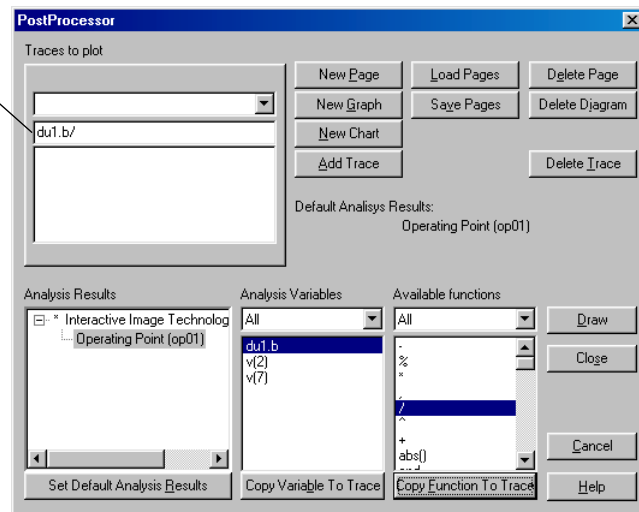 PostProcessor
Traces to plot
New Page
Load Pages
Delete Page
New Graph
Save Pages
Delete Diagram
du1.b/
New Chart
Add Trace
Delete Trace
Default Analisys Results:
Operating Point (op01)
Analysis Results
Analysis Variables
Available functions
* Interactive Image Technolog
Operating Point (op01)
All
du1.b
v(2)
v(7)
All
-
%
*
,
/
^
+
abs()
Draw
Close
Cancel
Set Default Analysis Results
Copy Variable To Trace
Copy Function To Trace
Help